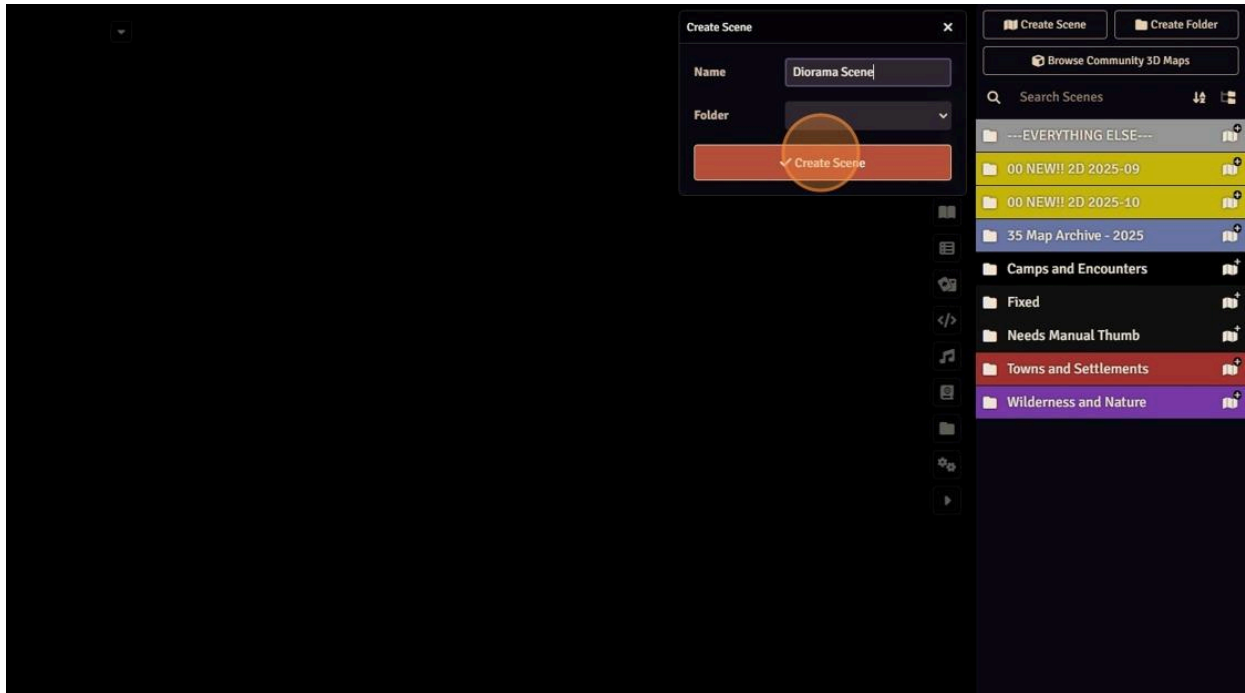 Create Scene
Name
Diorama Scene
Folder
Create Scene
Create Scene
Create Folder
Browse Community 3D Maps
Search Scenes
---EVERYTHING ELSE---
00 NEW!! 2D 2025-09
00 NEW!! 2D 2025-10
35 Map Archive - 2025
Camps and Encounters
Fixed
Needs Manual Thumb
Towns and Settlements
Wilderness and Nature